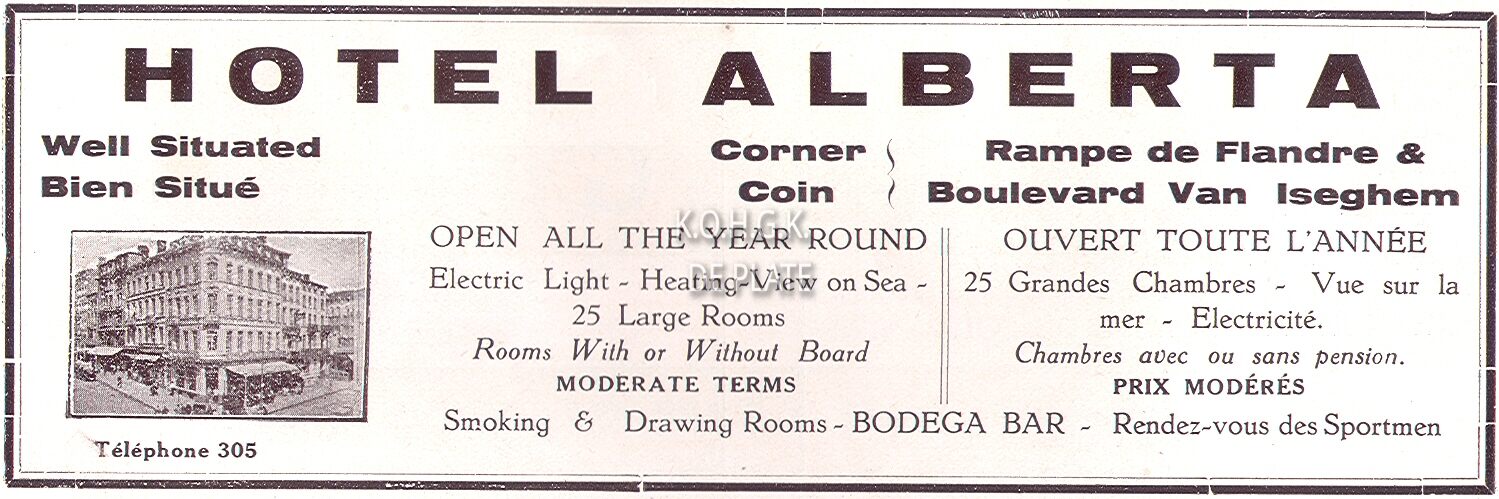 HOTEL ALBERTA
Well Situated
Bien Situé
Corner
Coin
Rampe de Flandre &
Boulevard Van Iseghem
OPEN ALL THE YEAR ROUND
Electric Light - Heating-View on Sea -
25 Large Rooms
Rooms With or Without Board
MODERATE TERMS
OUVERT TOUTE L'ANNÉE
25 Grandes Chambres - Vue sur la
mer - Electricité.
Chambres avec ou sans pension.
PRIX MODÉRÉS
Smoking & Drawing Rooms - BODEGA BAR - Rendez-vous des Sportmen
Téléphone 305
K.O.H.G.K
DE PLATE